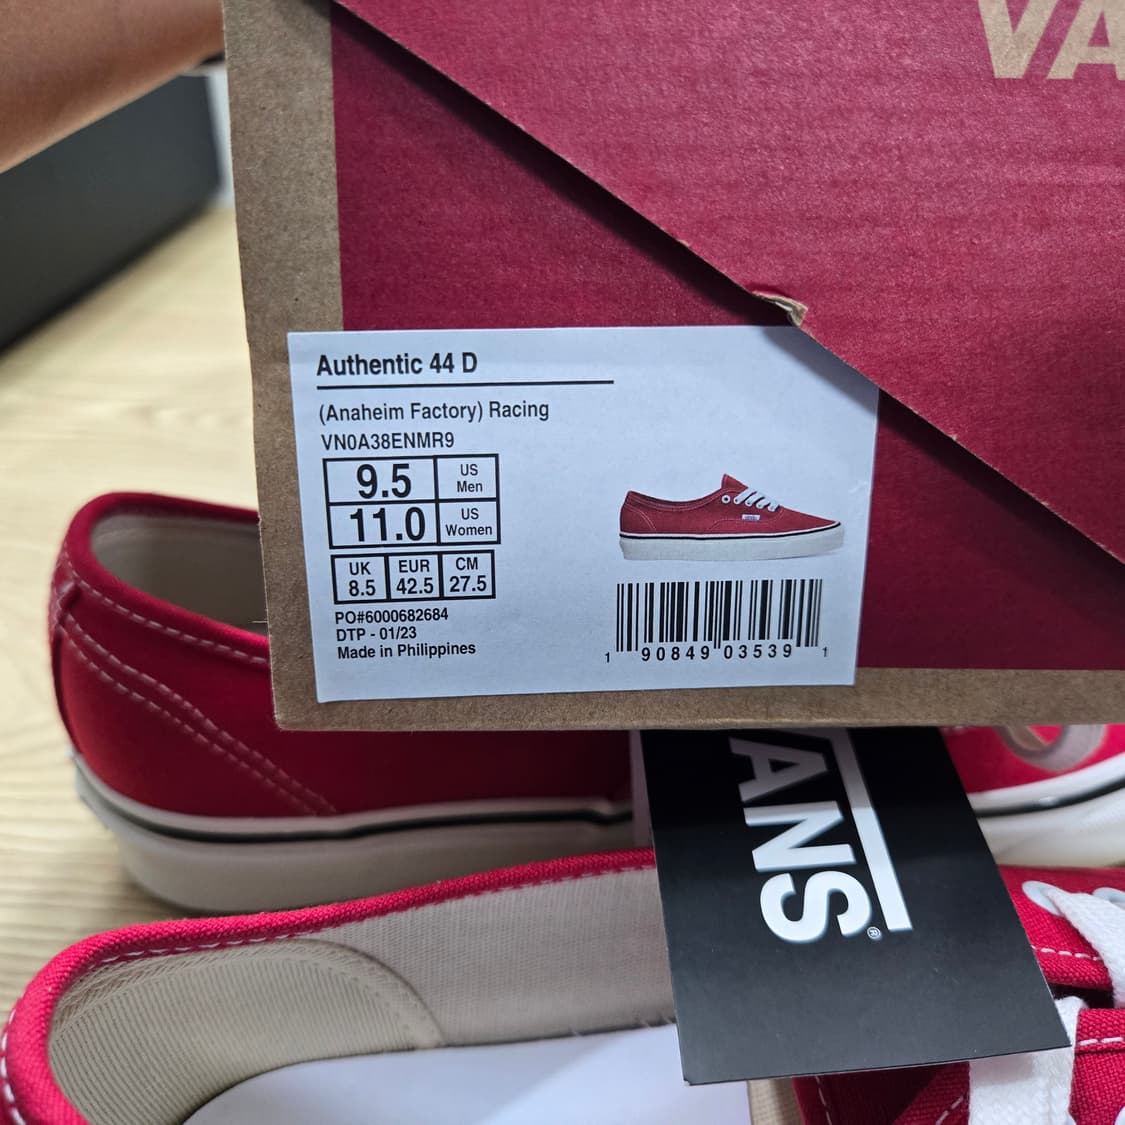 VA
Authentic 44 D
(Anaheim Factory) Racing
VN0A38ENMR9
9.5 US Men
11.0 US Women
UK 8.5 EUR 42.5 CM 27.5
PO#6000682684
DTP - 01/23
Made in Philippines
1 90849 03539 1
VANS®